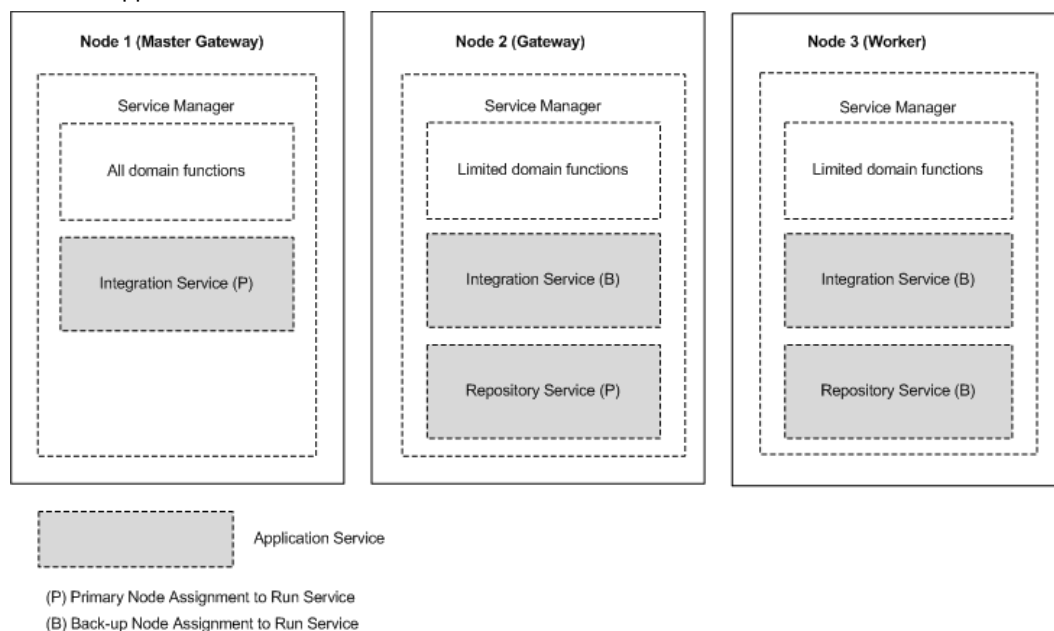 Node 1 (Master Gateway)
Service Manager
All domain functions
Integration Service (P)
Node 2 (Gateway)
Service Manager
Limited domain functions
Integration Service (B)
Repository Service (P)
Node 3 (Worker)
Service Manager
Limited domain functions
Integration Service (B)
Repository Service (B)
Application Service
(P) Primary Node Assignment to Run Service
(B) Back-up Node Assignment to Run Service